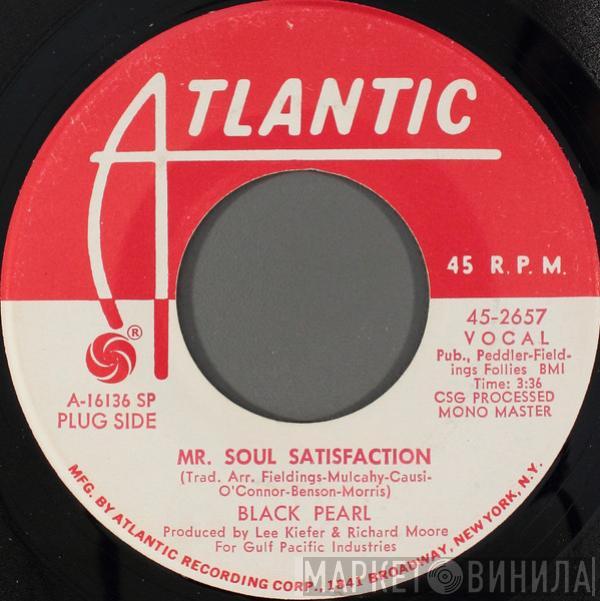 ATLANTIC
45 R.P.M.
®
45-2657
VOCAL
Pub., Peddler-Field-
ings Follies BMI
Time: 3:36
CSG PROCESSED
MONO MASTER
A-16136 SP
PLUG SIDE
MR. SOUL SATISFACTION
(Trad. Arr. Fieldings-Mulcahy-Causi-
O'Connor-Benson-Morris)
BLACK PEARL
Produced by Lee Kiefer & Richard Moore
For Gulf Pacific Industries
MFG. BY ATLANTIC RECORDING CORP., 1841 BROADWAY, NEW YORK, N.Y.
МАРКЕТ ВИНИЛА